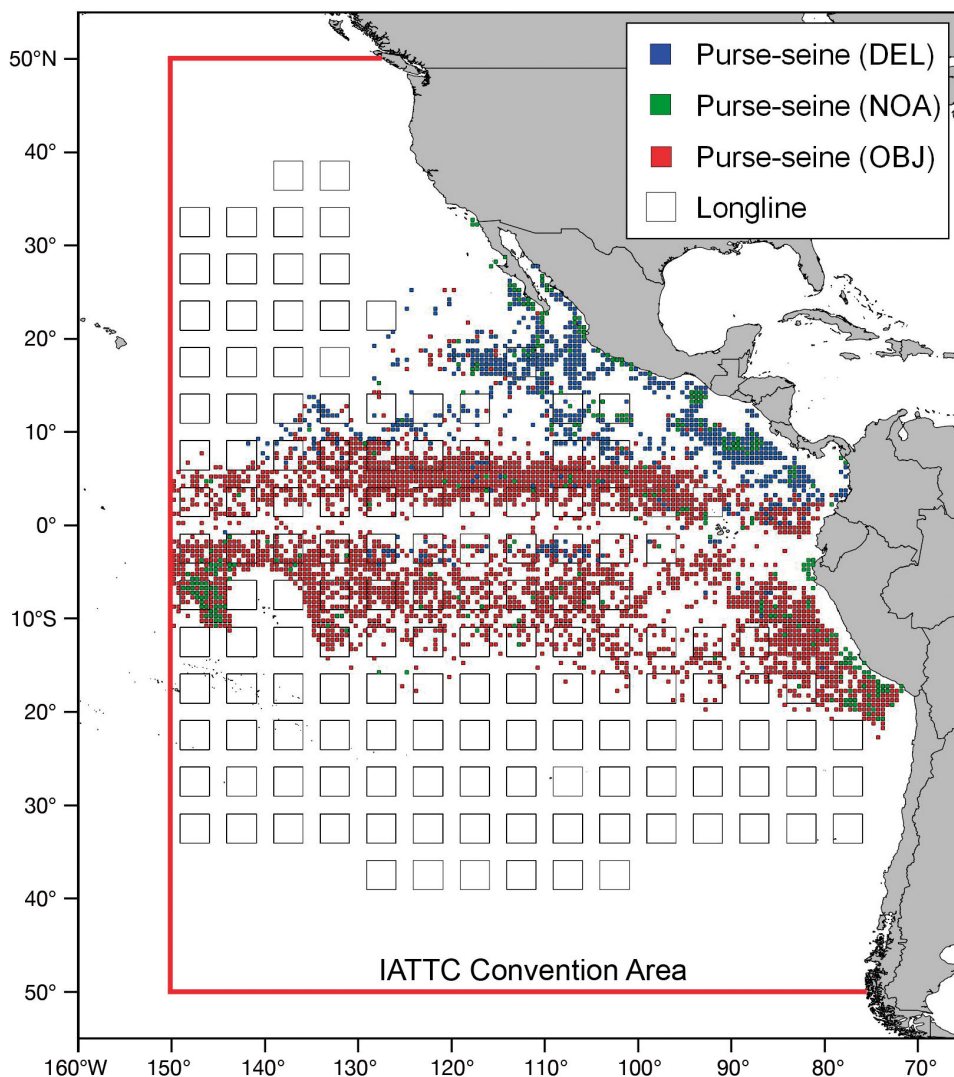 50°N
40°
30°
20°
10°
0°
10°S
20°
30°
40°
50°
Purse-seine (DEL)
Purse-seine (NOA)
Purse-seine (OBJ)
Longline
IATTC Convention Area
160°W 150° 140° 130° 120° 110° 100° 90° 80° 70°